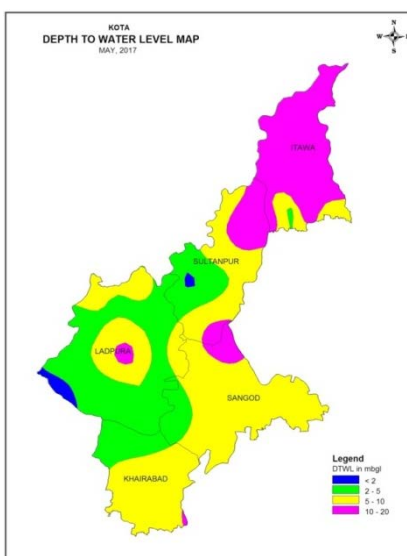 KOTA
DEPTH TO WATER LEVEL MAP
MAY, 2017
N
W E
S
ITAWA
SULTANPUR
LADPURA
SANGOD
KHAIRABAD
Legend
DTWL in mbgl
< 2
2 - 5
5 - 10
10 - 20